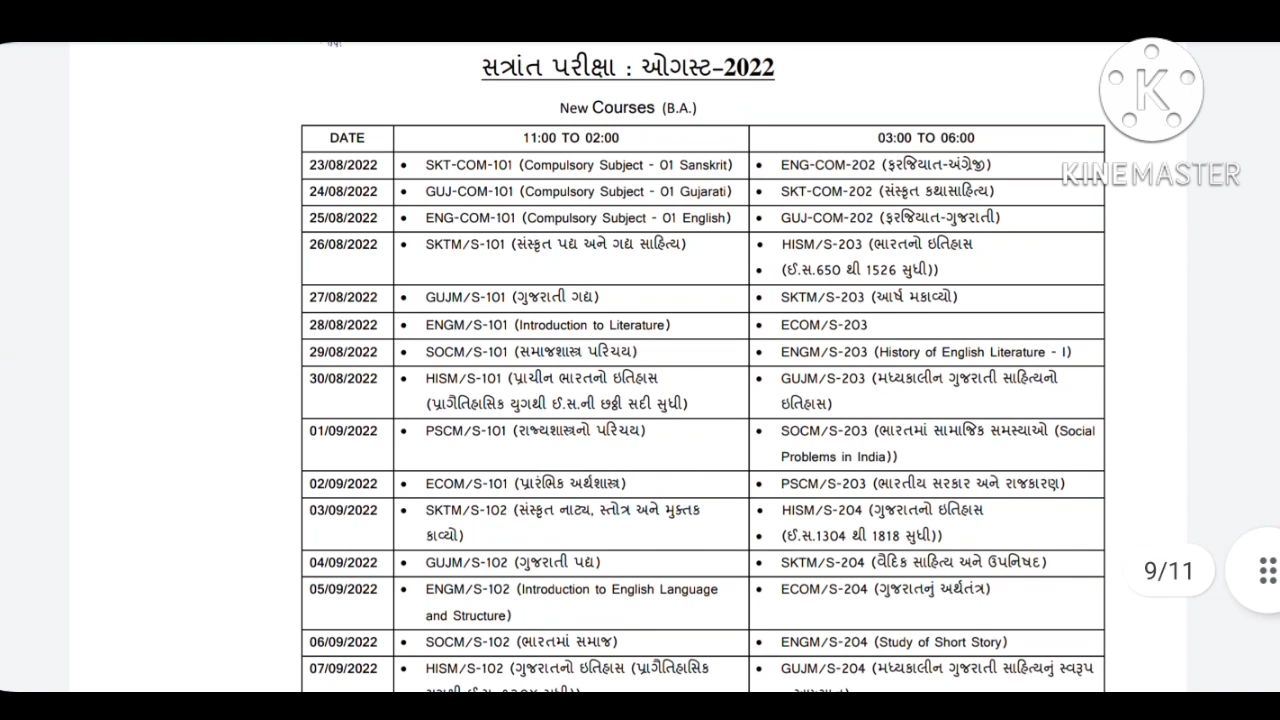 સત્રાંત પરીક્ષા : ઓગસ્ટ-2022
New Courses (B.A.)
K
KINEMASTER
DATE 11:00 TO 02:00 03:00 TO 06:00
23/08/2022 • SKT-COM-101 (Compulsory Subject - 01 Sanskrit) • ENG-COM-202 (ફરજિયાત-અંગ્રેજી)
24/08/2022 • GUJ-COM-101 (Compulsory Subject - 01 Gujarati) • SKT-COM-202 (સંસ્કૃત કથાસાહિત્ય)
25/08/2022 • ENG-COM-101 (Compulsory Subject - 01 English) • GUJ-COM-202 (ફરજિયાત-ગુજરાતી)
26/08/2022 • SKTM/S-101 (સંસ્કૃત પદ્ય અને ગદ્ય સાહિત્ય) • HISM/S-203 (ભારતનો ઇતિહાસ
• (ઈ.સ.650 થી 1526 સુધી))
27/08/2022 • GUJM/S-101 (ગુજરાતી ગદ્ય) • SKTM/S-203 (આર્ષ મકાવ્યો)
28/08/2022 • ENGM/S-101 (Introduction to Literature) • ECOM/S-203
29/08/2022 • SOCM/S-101 (સમાજશાસ્ત્ર પરિચય) • ENGM/S-203 (History of English Literature - I)
30/08/2022 • HISM/S-101 (પ્રાચીન ભારતનો ઇતિહાસ • GUJM/S-203 (મધ્યકાલીન ગુજરાતી સાહિત્યનો
(પ્રાગૈતિહાસિક યુગથી ઈ.સ.ની છઠ્ઠી સદી સુધી) ઇતિહાસ)
01/09/2022 • PSCM/S-101 (રાજ્યશાસ્ત્રનો પરિચય) • SOCM/S-203 (ભારતમાં સામાજિક સમસ્યાઓ (Social
Problems in India))
02/09/2022 • ECOM/S-101 (પ્રારંભિક અર્થશાસ્ત્ર) • PSCM/S-203 (ભારતીય સરકાર અને રાજકારણ)
03/09/2022 • SKTM/S-102 (સંસ્કૃત નાટ્ય, સ્તોત્ર અને મુક્તક • HISM/S-204 (ગુજરાતનો ઇતિહાસ
કાવ્યો) • (ઈ.સ.1304 થી 1818 સુધી))
04/09/2022 • GUJM/S-102 (ગુજરાતી પદ્ય) • SKTM/S-204 (વૈદિક સાહિત્ય અને ઉપનિષદ)
05/09/2022 • ENGM/S-102 (Introduction to English Language • ECOM/S-204 (ગુજરાતનું અર્થતંત્ર)
and Structure)
06/09/2022 • SOCM/S-102 (ભારતમાં સમાજ) • ENGM/S-204 (Study of Short Story)
07/09/2022 • HISM/S-102 (ગુજરાતનો ઇતિહાસ (પ્રાગૈતિહાસિક • GUJM/S-204 (મધ્યકાલીન ગુજરાતી સાહિત્યનું સ્વરૂપ
9/11